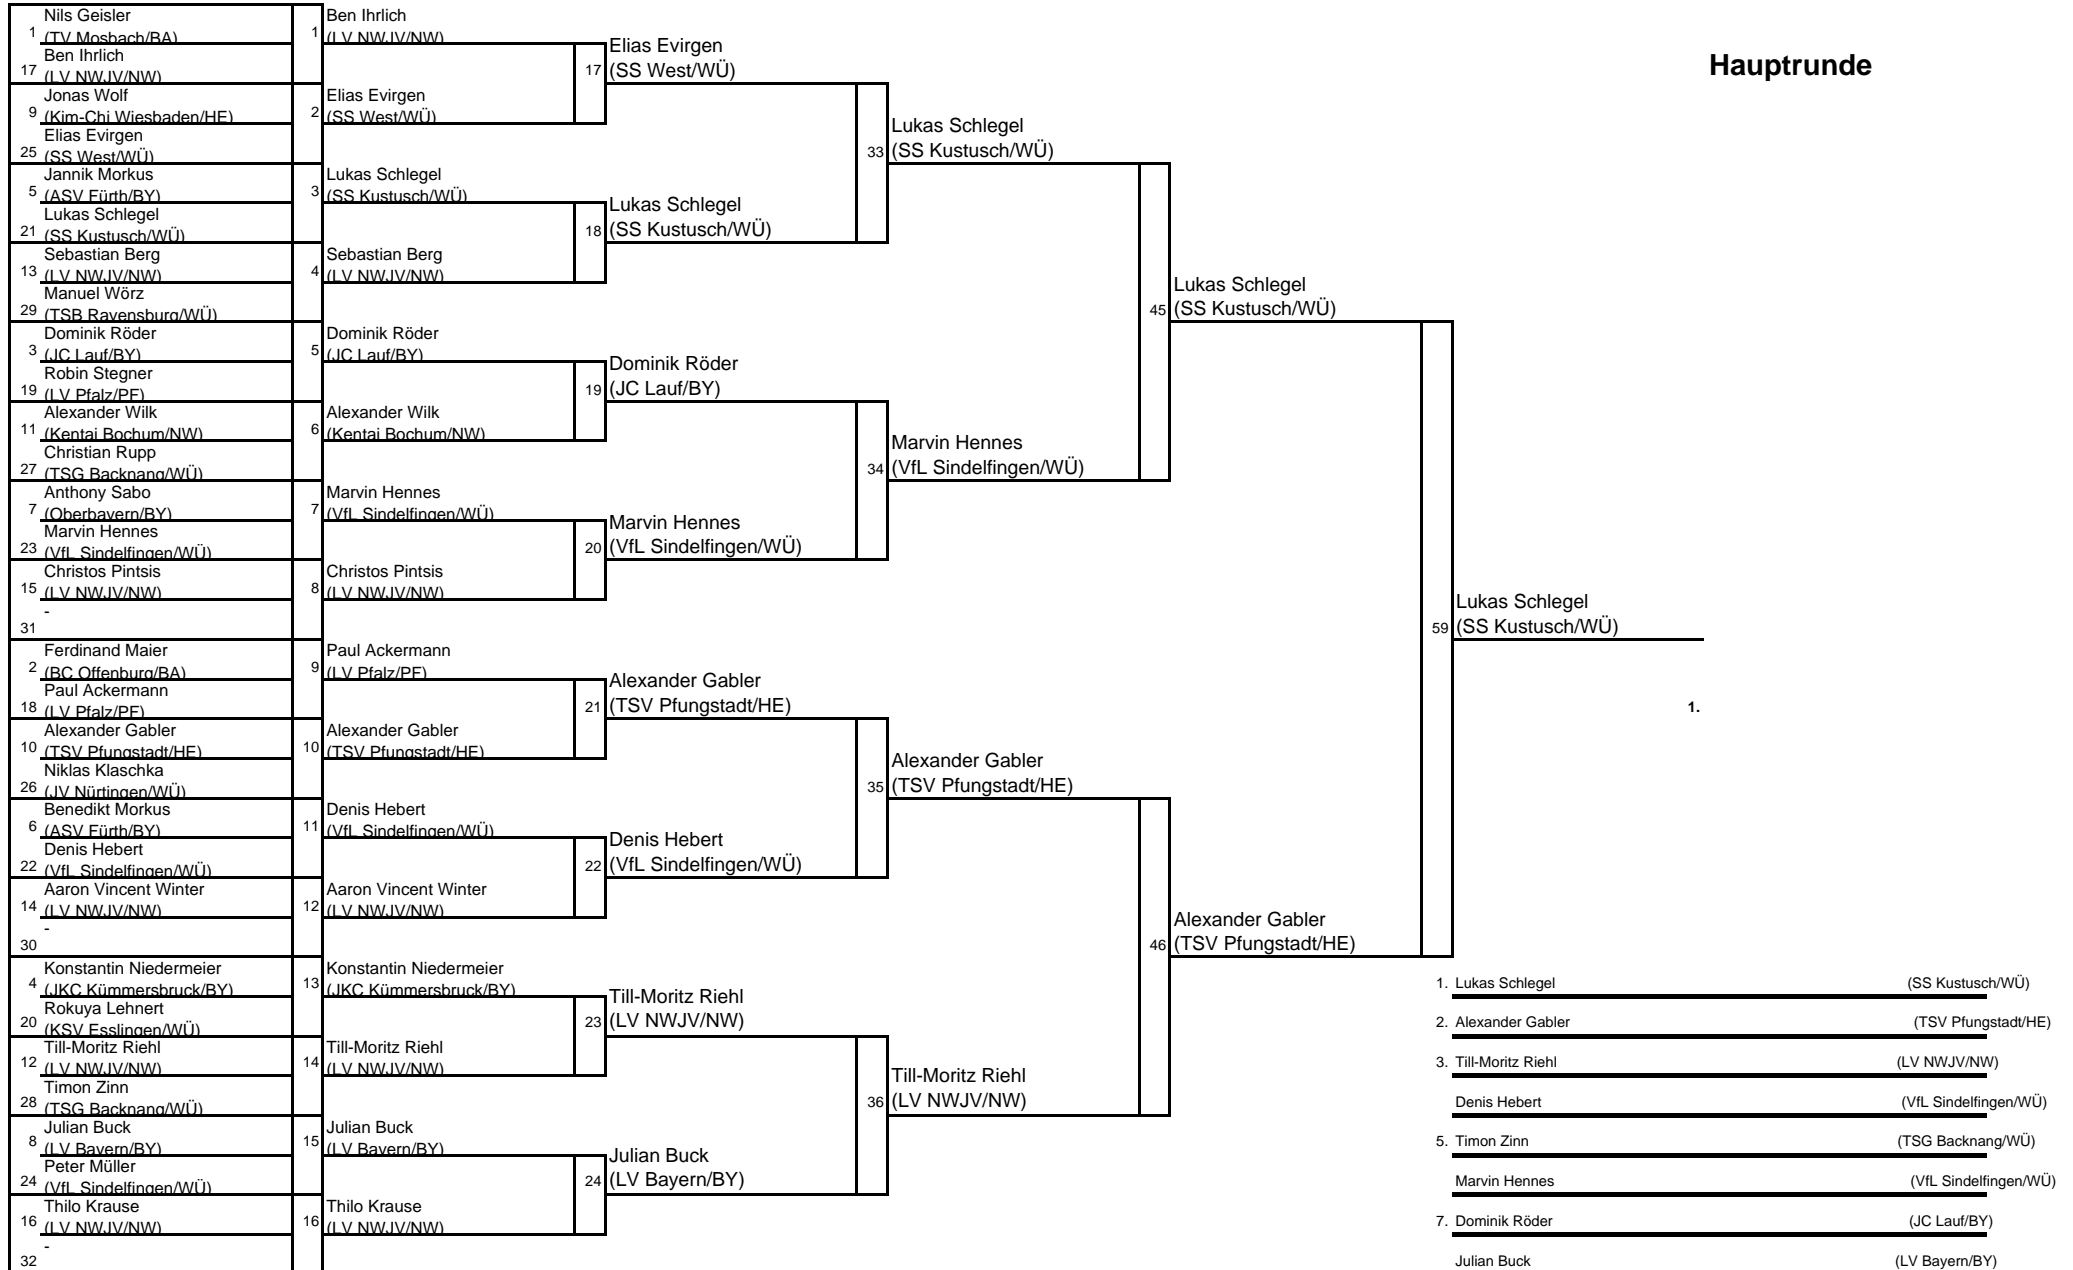 Hauptrunde
1 Nils Geisler
(TV Mosbach/BA)
17 Ben Ihrlich
(LV NWJV/NW)
9 Jonas Wolf
(Kim-Chi Wiesbaden/HE)
25 Elias Evirgen
(SS West/WÜ)
5 Jannik Morkus
(ASV Fürth/BY)
21 Lukas Schlegel
(SS Kustusch/WÜ)
13 Sebastian Berg
(LV NWJV/NW)
29 Manuel Wörz
(TSB Ravensburg/WÜ)
3 Dominik Röder
(JC Lauf/BY)
19 Robin Stegner
(LV Pfalz/PF)
11 Alexander Wilk
(Kentai Bochum/NW)
27 Christian Rupp
(TSG Backnang/WÜ)
7 Anthony Sabo
(Oberbayern/BY)
23 Marvin Hennes
(VfL Sindelfingen/WÜ)
15 Christos Pintsis
(LV NWJV/NW)
-
31
2 Ferdinand Maier
(BC Offenburg/BA)
18 Paul Ackermann
(LV Pfalz/PF)
10 Alexander Gabler
(TSV Pfungstadt/HE)
26 Niklas Klaschka
(JV Nürtingen/WÜ)
6 Benedikt Morkus
(ASV Fürth/BY)
22 Denis Hebert
(VfL Sindelfingen/WÜ)
14 Aaron Vincent Winter
(LV NWJV/NW)
-
30
4 Konstantin Niedermeier
(JKC Kümmersbruck/BY)
20 Rokuya Lehnert
(KSV Esslingen/WÜ)
12 Till-Moritz Riehl
(LV NWJV/NW)
28 Timon Zinn
(TSG Backnang/WÜ)
8 Julian Buck
(LV Bayern/BY)
24 Peter Müller
(VfL Sindelfingen/WÜ)
16 Thilo Krause
(LV NWJV/NW)
-
32
1 Ben Ihrlich
(LV NWJV/NW)
2 Elias Evirgen
(SS West/WÜ)
3 Lukas Schlegel
(SS Kustusch/WÜ)
4 Sebastian Berg
(LV NWJV/NW)
5 Dominik Röder
(JC Lauf/BY)
6 Alexander Wilk
(Kentai Bochum/NW)
7 Marvin Hennes
(VfL Sindelfingen/WÜ)
8 Christos Pintsis
(LV NWJV/NW)
9 Paul Ackermann
(LV Pfalz/PF)
10 Alexander Gabler
(TSV Pfungstadt/HE)
11 Denis Hebert
(VfL Sindelfingen/WÜ)
12 Aaron Vincent Winter
(LV NWJV/NW)
13 Konstantin Niedermeier
(JKC Kümmersbruck/BY)
14 Till-Moritz Riehl
(LV NWJV/NW)
15 Julian Buck
(LV Bayern/BY)
16 Thilo Krause
(LV NWJV/NW)
Elias Evirgen
17 (SS West/WÜ)
Lukas Schlegel
18 (SS Kustusch/WÜ)
Dominik Röder
19 (JC Lauf/BY)
Marvin Hennes
20 (VfL Sindelfingen/WÜ)
Alexander Gabler
21 (TSV Pfungstadt/HE)
Denis Hebert
22 (VfL Sindelfingen/WÜ)
Till-Moritz Riehl
23 (LV NWJV/NW)
Julian Buck
24 (LV Bayern/BY)
Lukas Schlegel
33 (SS Kustusch/WÜ)
Marvin Hennes
34 (VfL Sindelfingen/WÜ)
Alexander Gabler
35 (TSV Pfungstadt/HE)
Till-Moritz Riehl
36 (LV NWJV/NW)
Lukas Schlegel
45 (SS Kustusch/WÜ)
Alexander Gabler
46 (TSV Pfungstadt/HE)
Lukas Schlegel
59 (SS Kustusch/WÜ)
1.
1. Lukas Schlegel (SS Kustusch/WÜ)
2. Alexander Gabler (TSV Pfungstadt/HE)
3. Till-Moritz Riehl (LV NWJV/NW)
Denis Hebert (VfL Sindelfingen/WÜ)
5. Timon Zinn (TSG Backnang/WÜ)
Marvin Hennes (VfL Sindelfingen/WÜ)
7. Dominik Röder (JC Lauf/BY)
Julian Buck (LV Bayern/BY)